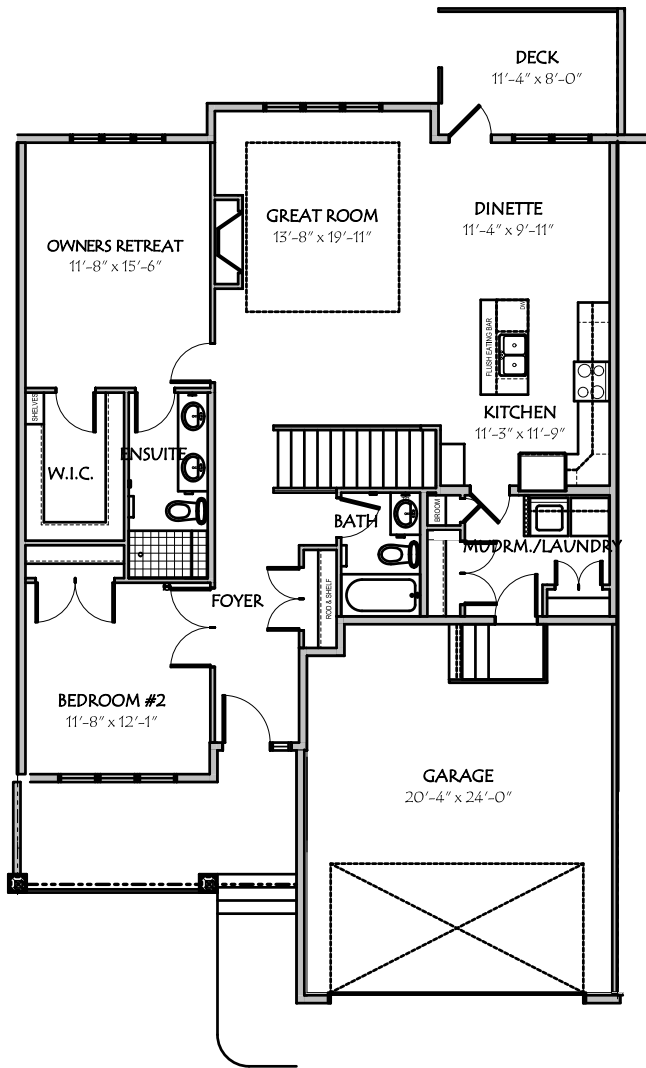 DECK
11'-4" x 8'-0"
GREAT ROOM
13'-8" x 19'-11"
DINETTE
11'-4" x 9'-11"
OWNERS RETREAT
11'-8" x 15'-6"
DW
FLUSH EATING BAR
SHELVES
KITCHEN
11'-3" x 11'-9"
ENSUITE
W.I.C.
BROOM
BATH
MUDRM./LAUNDRY
FOYER
ROD & SHELF
BEDROOM #2
11'-8" x 12'-1"
GARAGE
20'-4" x 24'-0"